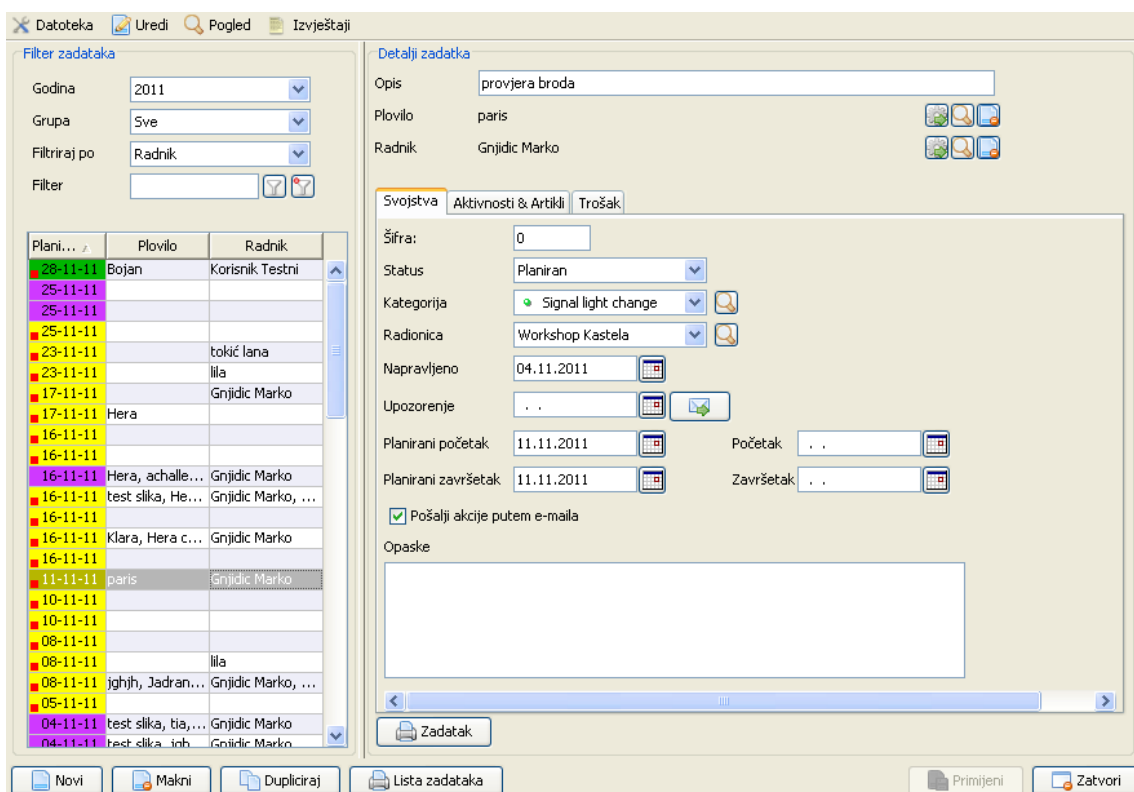 Datoteka Uredi Pogled Izvještaji
Filter zadataka
Godina 2011
Grupa Sve
Filtriraj po Radnik
Filter
Plani... Plovilo Radnik
28-11-11 Bojan Korisnik Testni
25-11-11
25-11-11
25-11-11
23-11-11 tokić lana
23-11-11 lila
17-11-11 Gnjidic Marko
17-11-11 Hera
16-11-11
16-11-11
16-11-11 Hera, achalle... Gnjidic Marko
16-11-11 test slika, He... Gnjidic Marko, ...
16-11-11
16-11-11 Klara, Hera c... Gnjidic Marko
16-11-11
11-11-11 paris Gnjidic Marko
10-11-11
10-11-11
08-11-11
08-11-11 lila
08-11-11 jghjh, Jadran... Gnjidic Marko, ...
05-11-11
04-11-11 test slika, tia,... Gnjidic Marko
04-11-11 test slika, jgh... Gnjidic Marko
Detalji zadatka
Opis provjera broda
Plovilo paris
Radnik Gnjidic Marko
Svojstva Aktivnosti & Artikli Trošak
Šifra: 0
Status Planiran
Kategorija Signal light change
Radionica Workshop Kastela
Napravljeno 04.11.2011
Upozorenje . .
Planirani početak 11.11.2011 Početak . .
Planirani završetak 11.11.2011 Završetak . .
Pošalji akcije putem e-maila
Opaske
Zadatak
Novi Makni Dupliciraj Lista zadataka Primijeni Zatvori